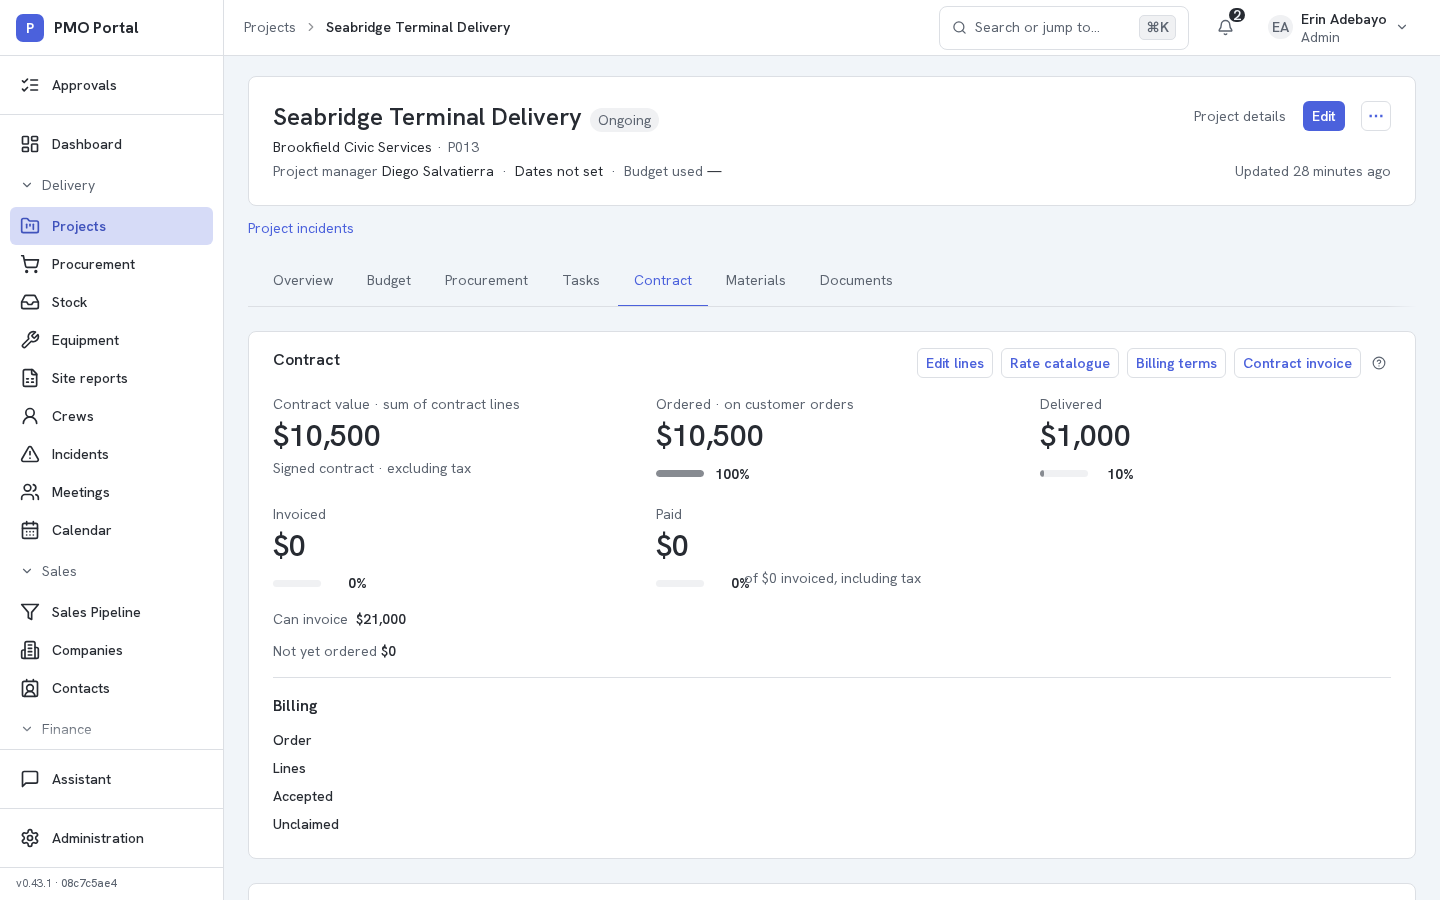 P PMO Portal
Projects > Seabridge Terminal Delivery
Search or jump to... ⌘K
2
EA
Erin Adebayo
Admin
Approvals
Dashboard
Delivery
Projects
Procurement
Stock
Equipment
Site reports
Crews
Incidents
Meetings
Calendar
Sales
Sales Pipeline
Companies
Contacts
Finance
Assistant
Administration
v0.43.1 · 08c7c5ae4
Seabridge Terminal Delivery Ongoing
Project details Edit ···
Brookfield Civic Services · P013
Project manager Diego Salvatierra · Dates not set · Budget used —
Updated 28 minutes ago
Project incidents
Overview Budget Procurement Tasks Contract Materials Documents
Contract
Edit lines Rate catalogue Billing terms Contract invoice
Contract value · sum of contract lines
$10,500
Signed contract · excluding tax
Ordered · on customer orders
$10,500
100%
Delivered
$1,000
10%
Invoiced
$0
0%
Paid
$0
0% of $0 invoiced, including tax
Can invoice $21,000
Not yet ordered $0
Billing
Order
Lines
Accepted
Unclaimed